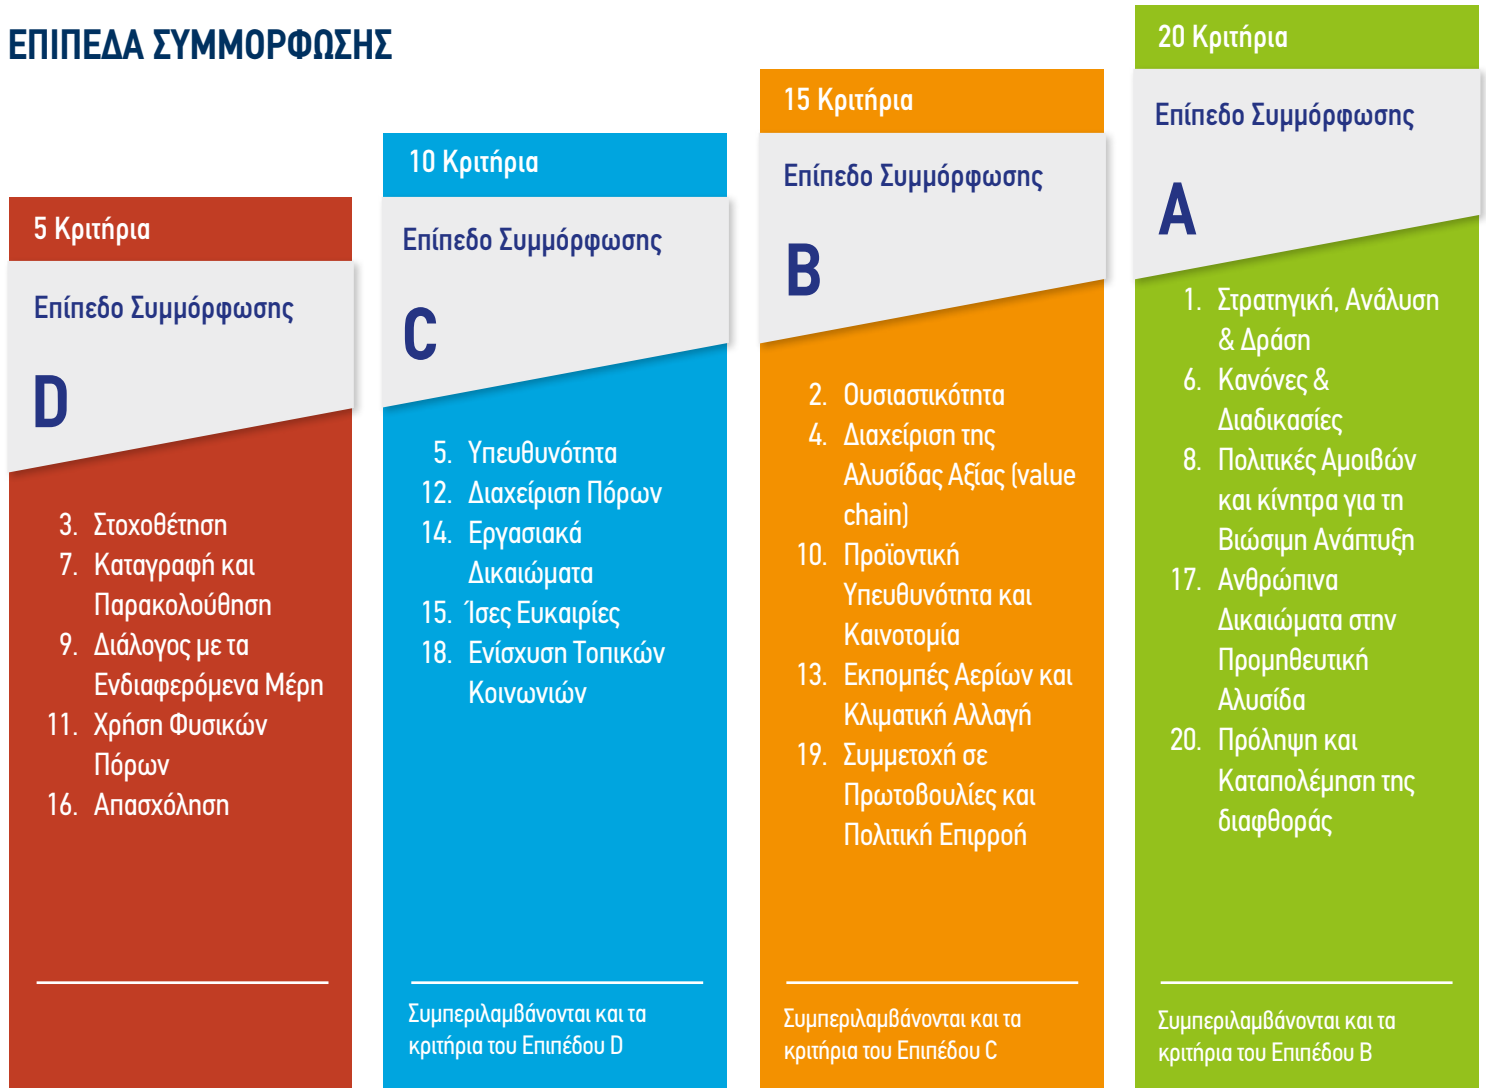 ΕΠΙΠΕΔΑ ΣΥΜΜΟΡΦΩΣΗΣ
5 Κριτήρια
Επίπεδο Συμμόρφωσης
D
3. Στοχοθέτηση
7. Καταγραφή και
Παρακολούθηση
9. Διάλογος με τα
Ενδιαφερόμενα Μέρη
11. Χρήση Φυσικών
Πόρων
16. Απασχόληση
10 Κριτήρια
Επίπεδο Συμμόρφωσης
C
5. Υπευθυνότητα
12. Διαχείριση Πόρων
14. Εργασιακά
Δικαιώματα
15. Ίσες Ευκαιρίες
18. Ενίσχυση Τοπικών
Κοινωνιών
Συμπεριλαμβάνονται και τα
κριτήρια του Επιπέδου D
15 Κριτήρια
Επίπεδο Συμμόρφωσης
B
2. Ουσιαστικότητα
4. Διαχείριση της
Αλυσίδας Αξίας (value
chain)
10. Προϊοντική
Υπευθυνότητα και
Καινοτομία
13. Εκπομπές Αερίων και
Κλιματική Αλλαγή
19. Συμμετοχή σε
Πρωτοβουλίες και
Πολιτική Επιρροή
Συμπεριλαμβάνονται και τα
κριτήρια του Επιπέδου C
20 Κριτήρια
Επίπεδο Συμμόρφωσης
A
1. Στρατηγική, Ανάλυση
& Δράση
6. Κανόνες &
Διαδικασίες
8. Πολιτικές Αμοιβών
και κίνητρα για τη
Βιώσιμη Ανάπτυξη
17. Ανθρώπινα
Δικαιώματα στην
Προμηθευτική
Αλυσίδα
20. Πρόληψη και
Καταπολέμηση της
διαφθοράς
Συμπεριλαμβάνονται και τα
κριτήρια του Επιπέδου B